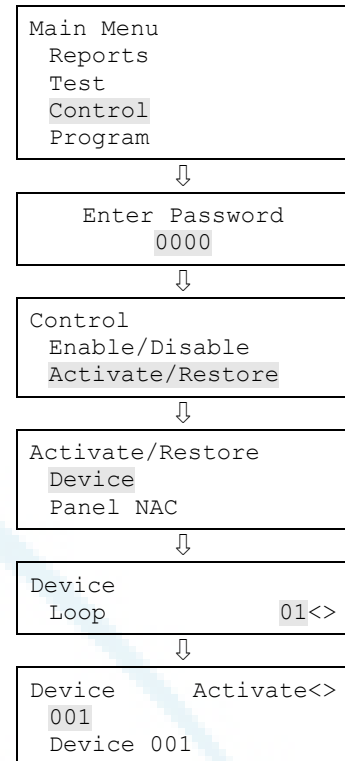 Main Menu
Reports
Test
Control
Program
⇩
Enter Password
0000
⇩
Control
Enable/Disable
Activate/Restore
⇩
Activate/Restore
Device
Panel NAC
⇩
Device
Loop 01<>
⇩
Device Activate<>
001
Device 001